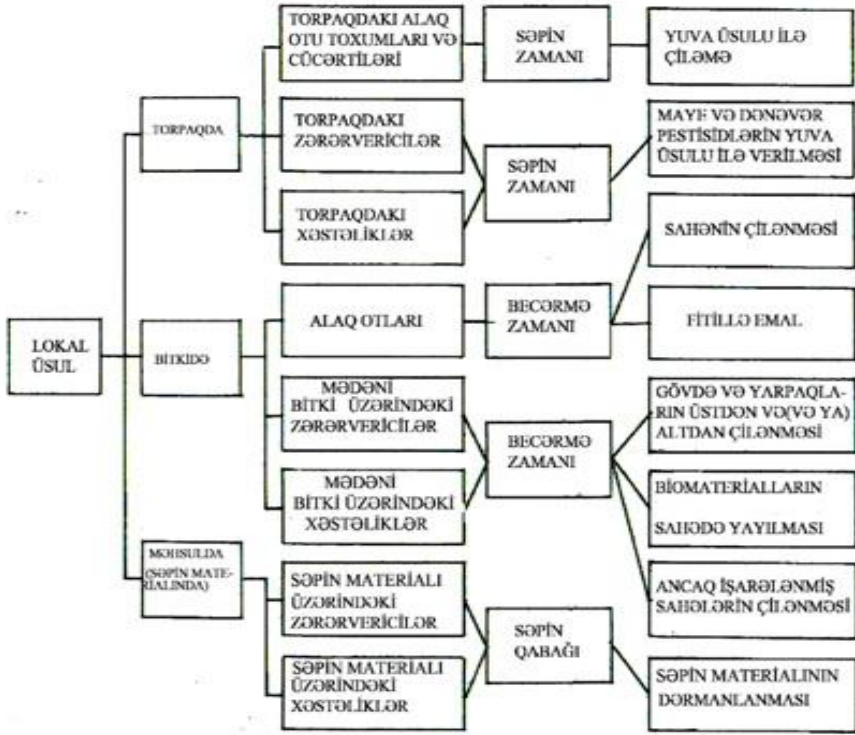 LOKAL
ÜSUL
TORPAQDA
TORPAQDAKI ALAQ
OTU TOXUMLARI VƏ
CÜCƏRTİLƏRİ
SƏPİN
ZAMANI
YUVA ÜSULU İLƏ
ÇİLƏMƏ
TORPAQDAKI
ZƏRƏRVERİCİLƏR
TORPAQDAKI
XƏSTƏLİKLƏR
SƏPİN
ZAMANI
MAYE VƏ DƏNƏVƏR
PESTİSİDLƏRİN YUVA
ÜSULU İLƏ VERİLMƏSİ
BİTKİDƏ
ALAQ OTLARI
BECƏRMƏ
ZAMANI
SAHƏNİN ÇİLƏNMƏSİ
FİTİLLƏ EMAL
MƏDƏNİ
BİTKİ ÜZƏRİNDƏKİ
ZƏRƏRVERİCİLƏR
MƏDƏNİ
BİTKİ ÜZƏRİNDƏKİ
XƏSTƏLİKLƏR
BECƏRMƏ
ZAMANI
GÖVDƏ VƏ YARPAQLA-
RIN ÜSTDƏN VƏ(VƏ YA)
ALTDAN ÇİLƏNMƏSİ
BİOMATERİALLARIN
SAHƏDƏ YAYILMASI
ANCAQ İŞARƏLƏNMİŞ
SAHƏLƏRİN ÇİLƏNMƏSİ
MƏHSULDA
(SƏPİN MATE-
RİALINDA)
SƏPİN MATERİALI
ÜZƏRİNDƏKİ
ZƏRƏRVERİCİLƏR
SƏPİN MATERİALI
ÜZƏRİNDƏKİ
XƏSTƏLİKLƏR
SƏPİN
QABAĞI
SƏPİN MATERİALININ
DƏRMANLANMASI